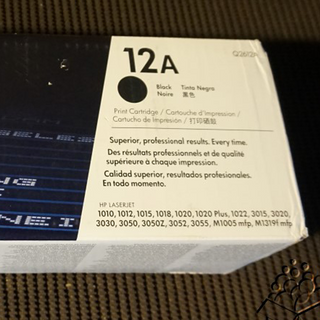 12A
Q2612A
Black Tinta Negra
Noire 黑色
Print Cartridge / Cartouche d'impression /
Cartucho de Impresión / 打印硒鼓
Superior, professional results. Every time.
Des résultats professionnels et de qualité
supérieure à chaque impression.
Calidad superior, resultados profesionales.
En todo momento.
HP LASERJET
1010, 1012, 1015, 1018, 1020, 1020 Plus, 1022, 3015, 3020,
3030, 3050, 3050Z, 3052, 3055, M1005 mfp, M1319f mfp